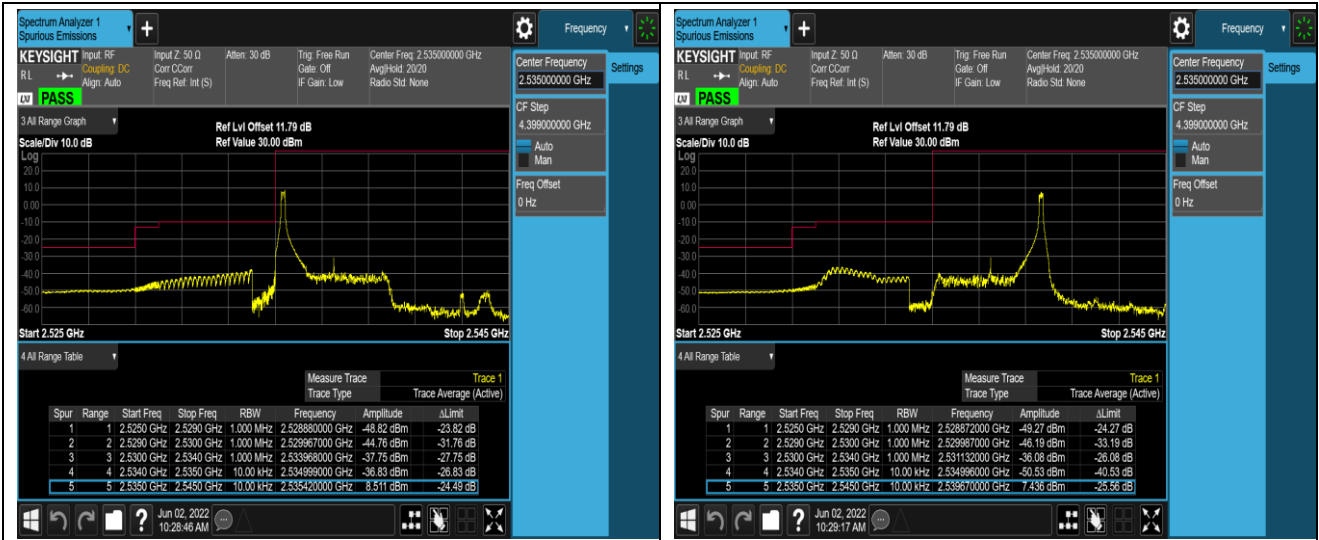 Spectrum Analyzer 1
Spurious Emissions
Frequency
KEYSIGHT Input: RF Input Z: 50 Ω Atten: 30 dB Trig: Free Run Center Freq: 2.535000000 GHz
RL Coupling: DC Corr CCorr Gate: Off Avg|Hold: 20/20
Align: Auto Freq Ref: Int (S) IF Gain: Low Radio Std: None
PASS
3 All Range Graph
Ref Lvl Offset 11.79 dB
Scale/Div 10.0 dB Ref Value 30.00 dBm
Log
20.0
10.0
0.00
-10.0
-20.0
-30.0
-40.0
-50.0
-60.0
Start 2.525 GHz Stop 2.545 GHz
4 All Range Table
Measure Trace Trace 1
Trace Type Trace Average (Active)
Spur Range Start Freq Stop Freq RBW Frequency Amplitude ΔLimit
1 1 2.5250 GHz 2.5290 GHz 1.000 MHz 2.528880000 GHz -48.82 dBm -23.82 dB
2 2 2.5290 GHz 2.5300 GHz 1.000 MHz 2.529967000 GHz -44.76 dBm -31.76 dB
3 3 2.5300 GHz 2.5340 GHz 1.000 MHz 2.533968000 GHz -37.75 dBm -27.75 dB
4 4 2.5340 GHz 2.5350 GHz 10.00 kHz 2.534999000 GHz -36.83 dBm -26.83 dB
5 5 2.5350 GHz 2.5450 GHz 10.00 kHz 2.535420000 GHz 8.511 dBm -24.49 dB
Jun 02, 2022
10:28:46 AM
Center Frequency
2.535000000 GHz
Settings
CF Step
4.399000000 GHz
Auto
Man
Freq Offset
0 Hz
Spectrum Analyzer 1
Spurious Emissions
Frequency
KEYSIGHT Input: RF Input Z: 50 Ω Atten: 30 dB Trig: Free Run Center Freq: 2.535000000 GHz
RL Coupling: DC Corr CCorr Gate: Off Avg|Hold: 20/20
Align: Auto Freq Ref: Int (S) IF Gain: Low Radio Std: None
PASS
3 All Range Graph
Ref Lvl Offset 11.79 dB
Scale/Div 10.0 dB Ref Value 30.00 dBm
Log
20.0
10.0
0.00
-10.0
-20.0
-30.0
-40.0
-50.0
-60.0
Start 2.525 GHz Stop 2.545 GHz
4 All Range Table
Measure Trace Trace 1
Trace Type Trace Average (Active)
Spur Range Start Freq Stop Freq RBW Frequency Amplitude ΔLimit
1 1 2.5250 GHz 2.5290 GHz 1.000 MHz 2.528872000 GHz -49.27 dBm -24.27 dB
2 2 2.5290 GHz 2.5300 GHz 1.000 MHz 2.529987000 GHz -46.19 dBm -33.19 dB
3 3 2.5300 GHz 2.5340 GHz 1.000 MHz 2.531132000 GHz -36.08 dBm -26.08 dB
4 4 2.5340 GHz 2.5350 GHz 10.00 kHz 2.534996000 GHz -50.53 dBm -40.53 dB
5 5 2.5350 GHz 2.5450 GHz 10.00 kHz 2.539670000 GHz 7.436 dBm -25.56 dB
Jun 02, 2022
10:29:17 AM
Center Frequency
2.535000000 GHz
Settings
CF Step
4.399000000 GHz
Auto
Man
Freq Offset
0 Hz